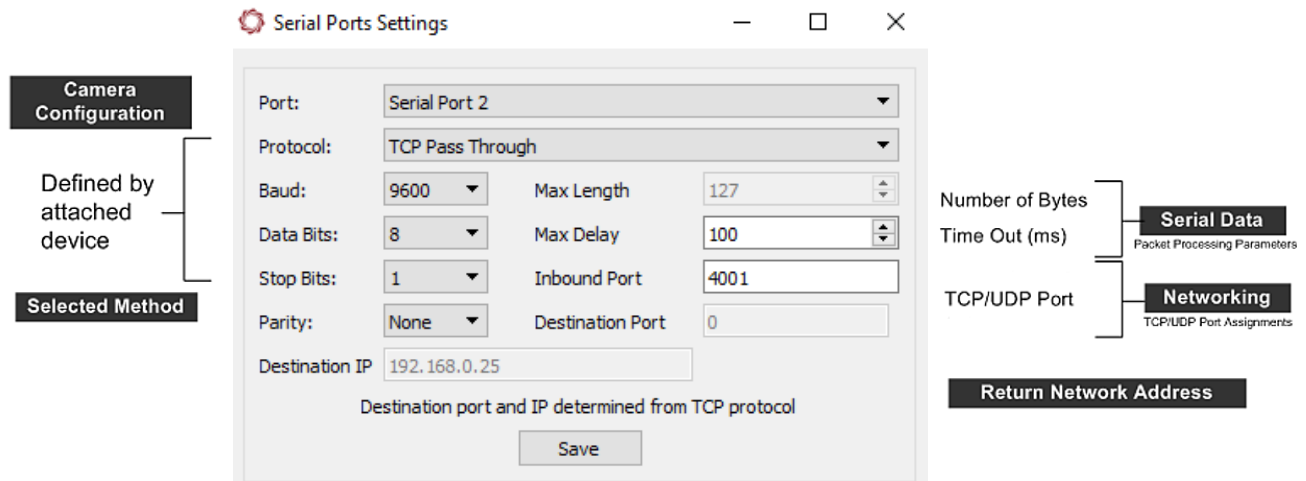 Serial Ports Settings
Camera
Configuration
Port: Serial Port 2
Protocol: TCP Pass Through
Defined by
attached
device
Baud: 9600 Max Length 127
Number of Bytes
Serial Data
Data Bits: 8 Max Delay 100
Time Out (ms)
Packet Processing Parameters
Stop Bits: 1 Inbound Port 4001
TCP/UDP Port
Networking
TCP/UDP Port Assignments
Selected Method
Parity: None Destination Port 0
Destination IP 192.168.0.25
Return Network Address
Destination port and IP determined from TCP protocol
Save